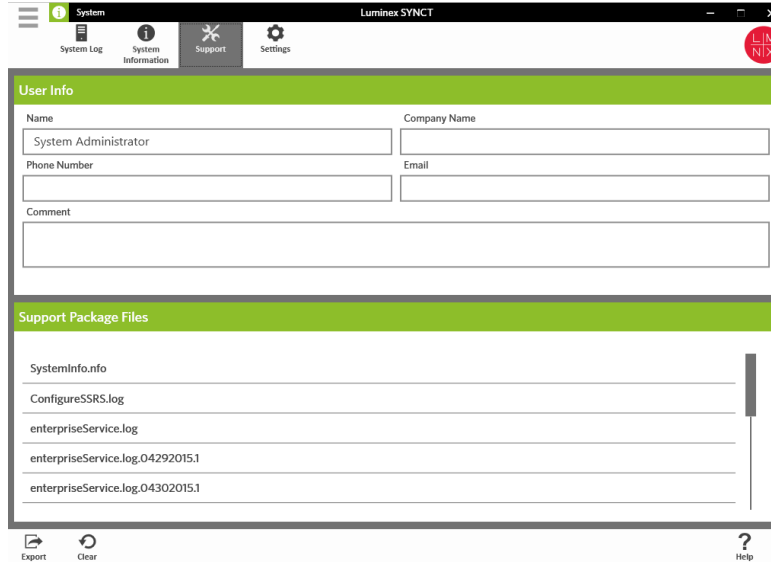 System
Luminex SYNCT
System Log
System Information
Support
Settings
LM
NX
User Info
Name
Company Name
System Administrator
Phone Number
Email
Comment
Support Package Files
SystemInfo.nfo
ConfigureSSRS.log
enterpriseService.log
enterpriseService.log.04292015.1
enterpriseService.log.04302015.1
Export
Clear
?
Help